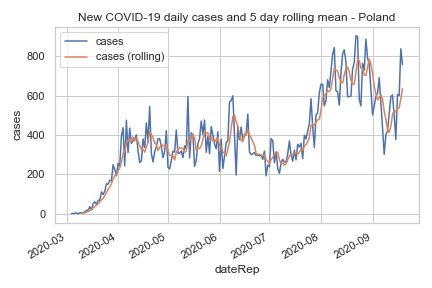 New COVID-19 daily cases and 5 day rolling mean - Poland
cases
cases (rolling)
800
600
400
200
0
cases
2020-03
2020-04
2020-05
2020-06
2020-07
2020-08
2020-09
dateRep